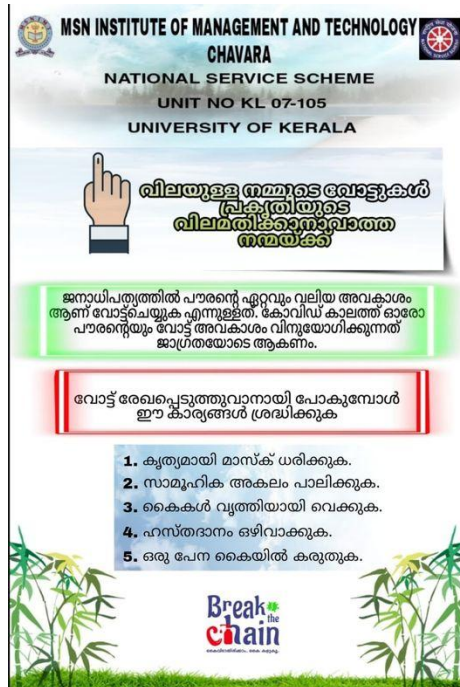 MSN INSTITUTE OF MANAGEMENT AND TECHNOLOGY
CHAVARA
NATIONAL SERVICE SCHEME
UNIT NO KL 07-105
UNIVERSITY OF KERALA
വിലയുള്ള നമ്മുടെ വോട്ടുകൾ
പ്രകൃതിയുടെ
വിലമതിക്കാനാവാത്ത
നന്മയ്ക്ക്
ജനാധിപത്യത്തിൽ പൗരന്റെ ഏറ്റവും വലിയ അവകാശം
ആണ് വോട്ട്ചെയ്യുക എന്നുള്ളത്. കോവിഡ് കാലത്ത് ഓരോ
പൗരന്റെയും വോട്ട് അവകാശം വിനുയോഗിക്കുന്നത്
ജാഗ്രതയോടെ ആകണം.
വോട്ട് രേഖപ്പെടുത്തുവാനായി പോകുമ്പോൾ
ഈ കാര്യങ്ങൾ ശ്രദ്ധിക്കുക
1. കൃത്യമായി മാസ്ക് ധരിക്കുക.
2. സാമൂഹിക അകലം പാലിക്കുക.
3. കൈകൾ വൃത്തിയായി വെക്കുക.
4. ഹസ്തദാനം ഒഴിവാക്കുക.
5. ഒരു പേന കൈയിൽ കരുതുക.
Break
the
chain